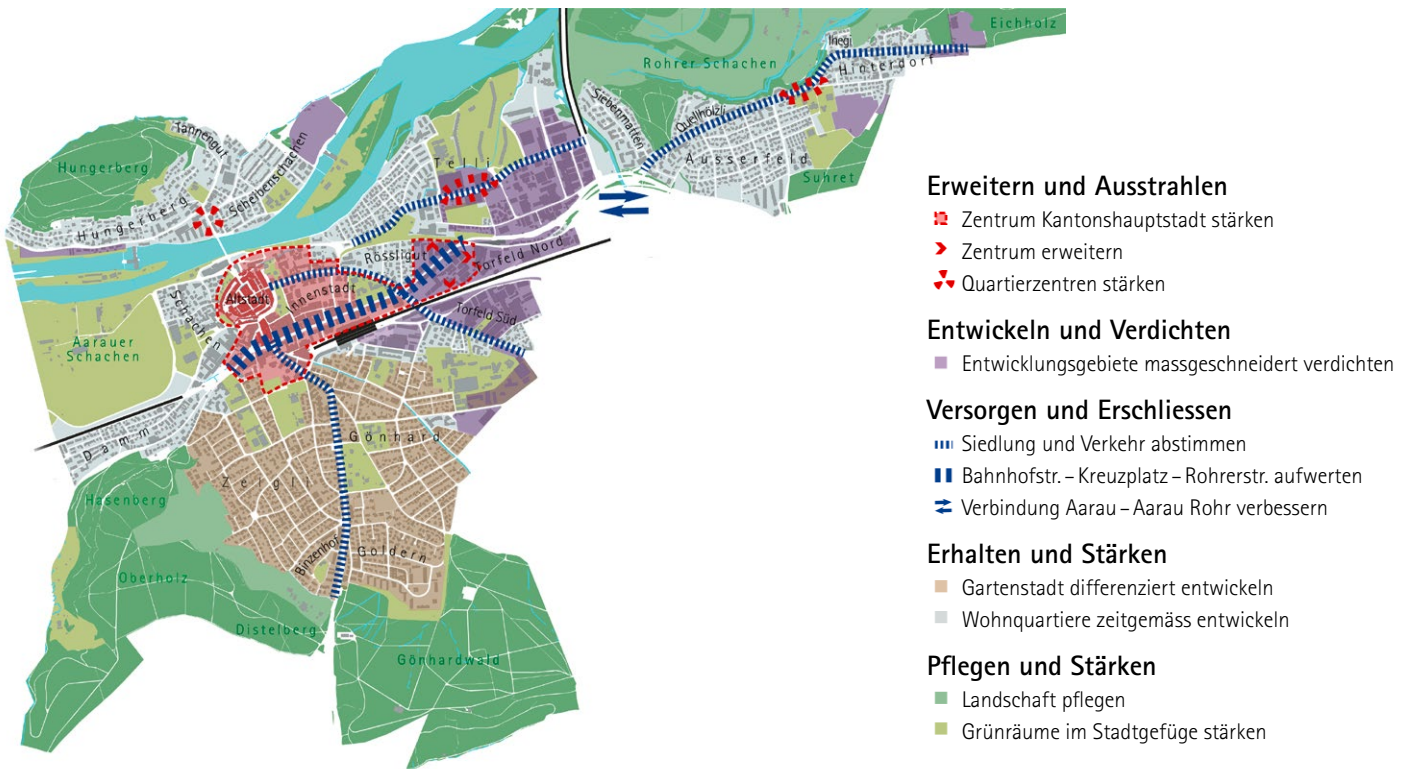 Eichholz
Iriegi
Hinterdorf
Rohrer Schachen
Siebenmatten
Quellhölzli
Ausserfeld
Suhret
Tannengut
Hungerberg
Scheibenschachen
Hungerberg
Telli
Rössligut
Torfeld Nord
Altstadt
Innenstadt
Schachen
Torfeld Süd
Aarauer
Schachen
Damm
Gönhard
Zelgli
Hasenberg
Binzenhof
Goldern
Oberholz
Distelberg
Gönhardwald
Erweitern und Ausstrahlen
Zentrum Kantonshauptstadt stärken
Zentrum erweitern
Quartierzentren stärken
Entwickeln und Verdichten
Entwicklungsgebiete massgeschneidert verdichten
Versorgen und Erschliessen
Siedlung und Verkehr abstimmen
Bahnhofstr. – Kreuzplatz – Rohrerstr. aufwerten
Verbindung Aarau – Aarau Rohr verbessern
Erhalten und Stärken
Gartenstadt differenziert entwickeln
Wohnquartiere zeitgemäss entwickeln
Pflegen und Stärken
Landschaft pflegen
Grünräume im Stadtgefüge stärken